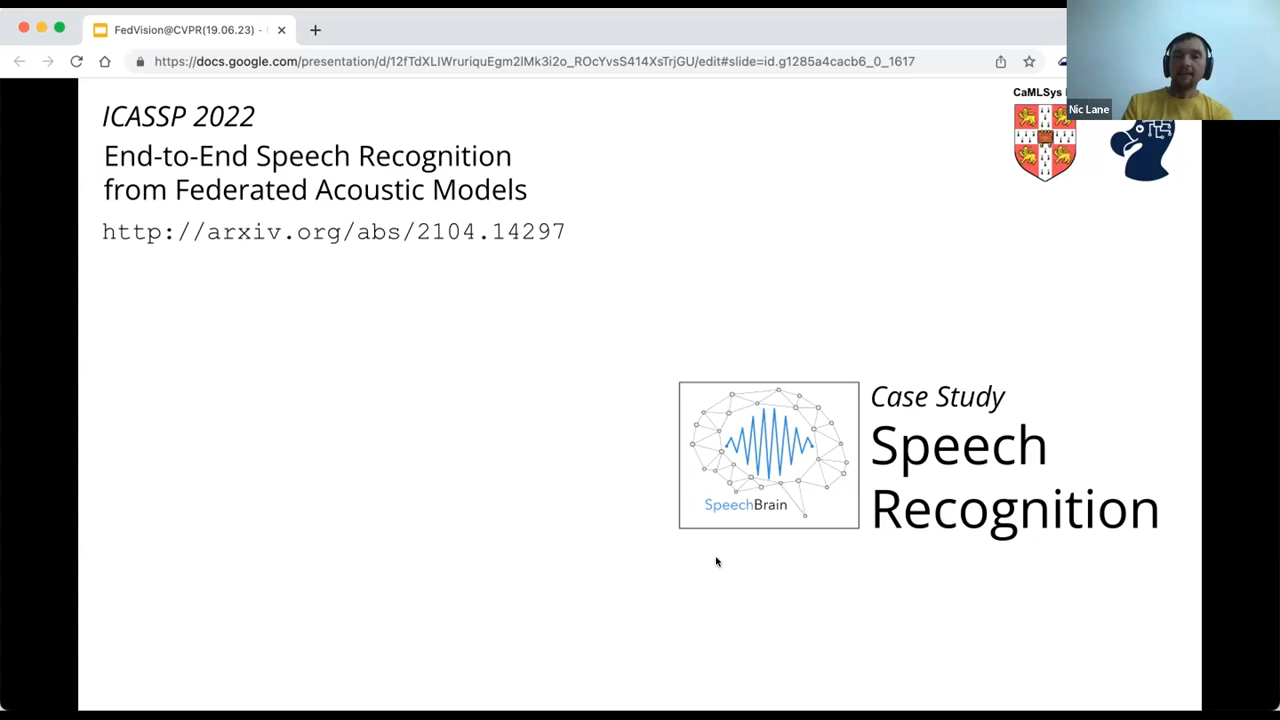 FedVision@CVPR(19.06.23) -
https://docs.google.com/presentation/d/12fTdXLIWruriquEgm2IMk3i2o_ROcYvsS414XsTrjGU/edit#slide=id.g1285a4cacb6_0_1617
CaMLSys
Nic Lane
ICASSP 2022
End-to-End Speech Recognition
from Federated Acoustic Models
http://arxiv.org/abs/2104.14297
Case Study
Speech
Recognition
SpeechBrain